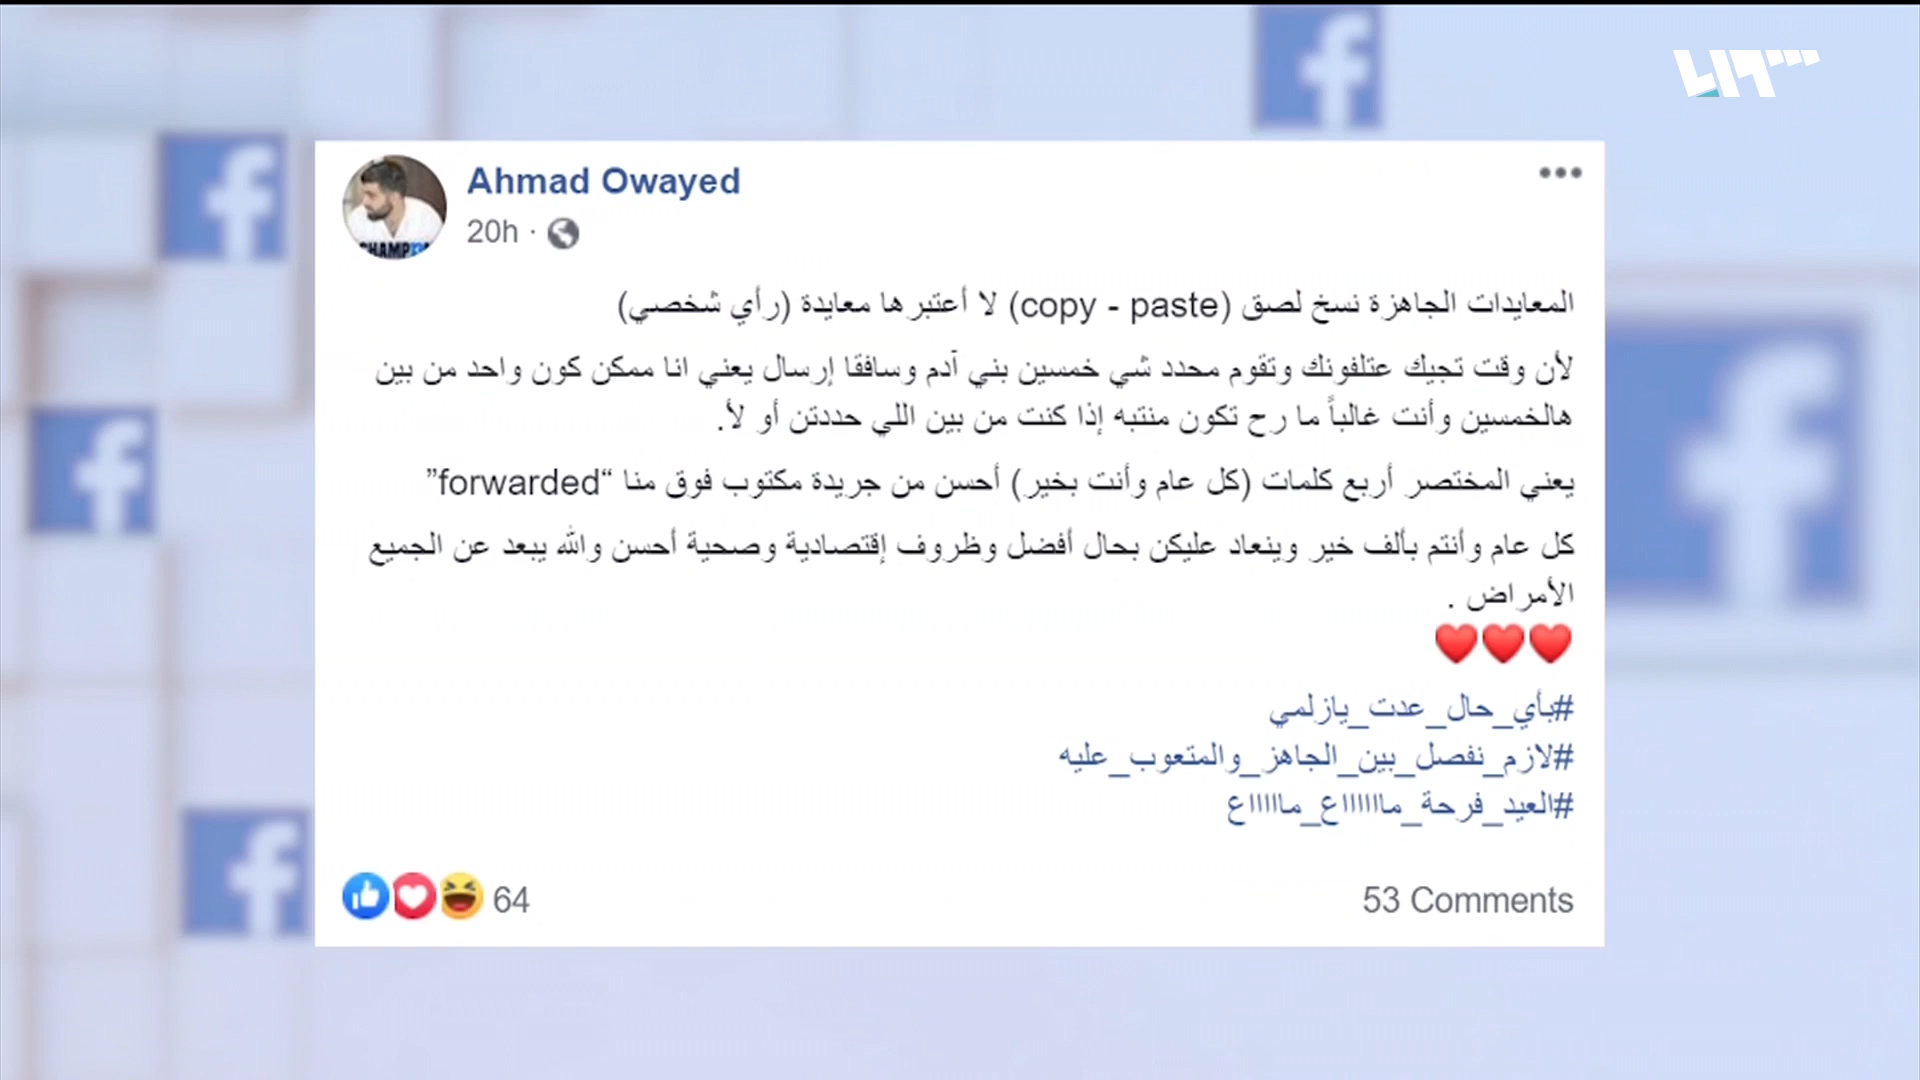 Ahmad Owayed
20h ·
المعايدات الجاهزة نسخ لصق (copy - paste) لا أعتبرها معايدة (رأي شخصي)
لأن وقت تجيك عتلفونك وتقوم محدد شي خمسين بني آدم وسافقا إرسال يعني انا ممكن كون واحد من بين
هالخمسين وأنت غالباً ما رح تكون منتبه إذا كنت من بين اللي حددتن أو لأ.
يعني المختصر أربع كلمات (كل عام وأنت بخير) أحسن من جريدة مكتوب فوق منا “forwarded”
كل عام وأنتم بألف خير وينعاد عليكن بحال أفضل وظروف إقتصادية وصحية أحسن والله يبعد عن الجميع
الأمراض .
#بأي_حال_عدت_يازلمي
#لازم_نفصل_بين_الجاهز_والمتعوب_عليه
#العيد_فرحة_مااااااع_ماااااع
64
53 Comments